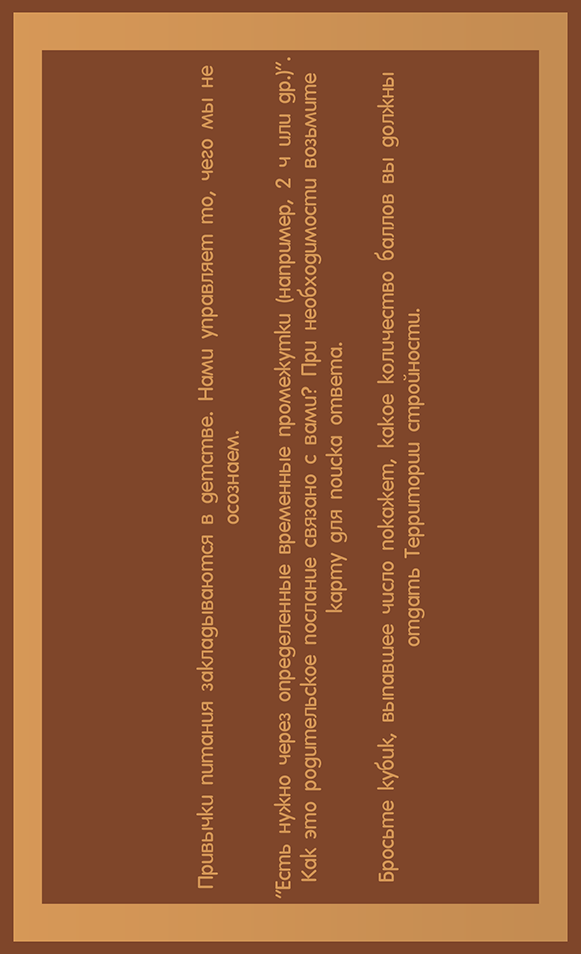 Привычки питания закладываются в детстве. Нами управляет то, чего мы не
осознаем.
“Есть нужно через определенные временные промежутки (например, 2 ч или др.)”.
Как это родительское послание связано с вами? При необходимости возьмите
карту для поиска ответа.
Бросьте кубик, выпавшее число покажет, какое количество баллов вы должны
отдать Территории стройности.